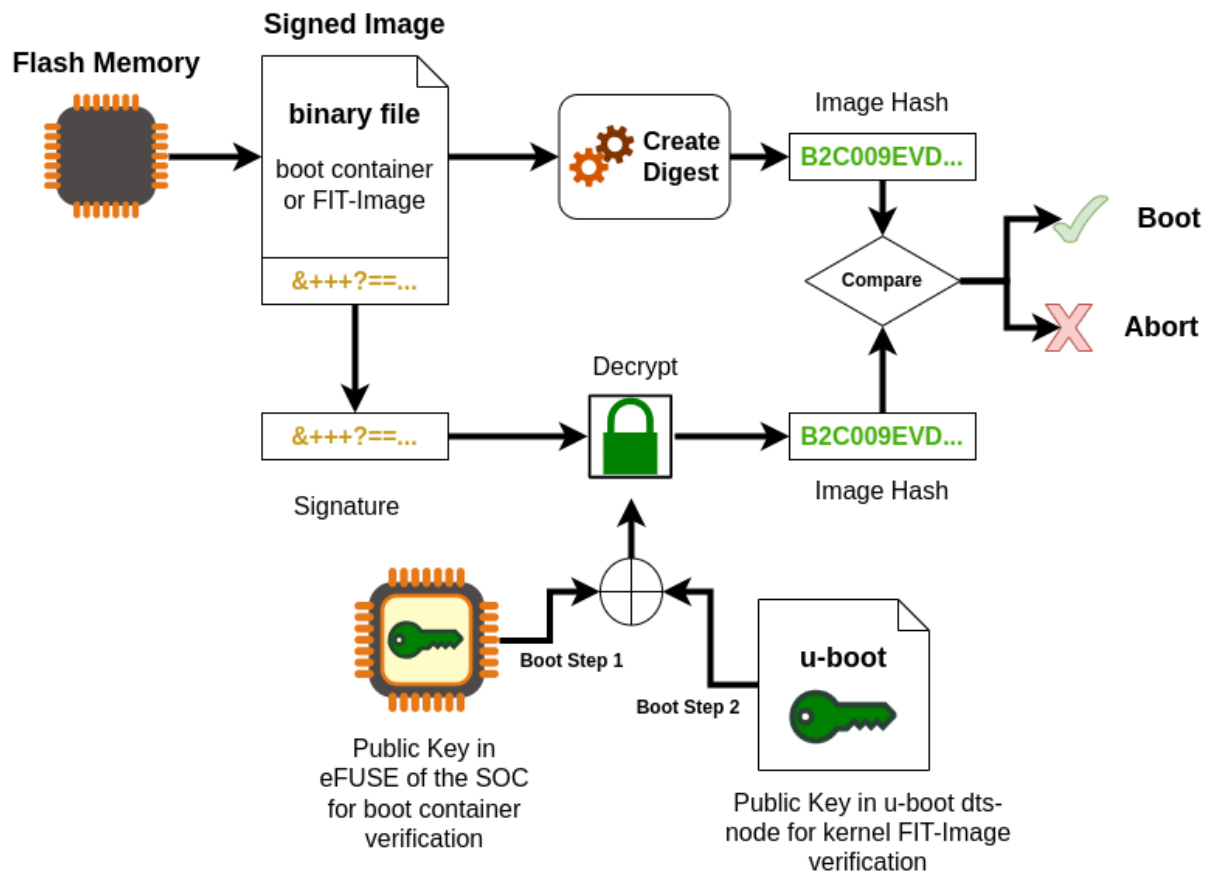 Signed Image
Flash Memory
binary file
boot container
or FIT-Image
&+++?==...
Create
Digest
Image Hash
B2C009EVD...
Compare
Boot
Abort
&+++?==...
Signature
Decrypt
B2C009EVD...
Image Hash
Boot Step 1
Boot Step 2
u-boot
Public Key in
eFUSE of the SOC
for boot container
verification
Public Key in u-boot dts-
node for kernel FIT-Image
verification